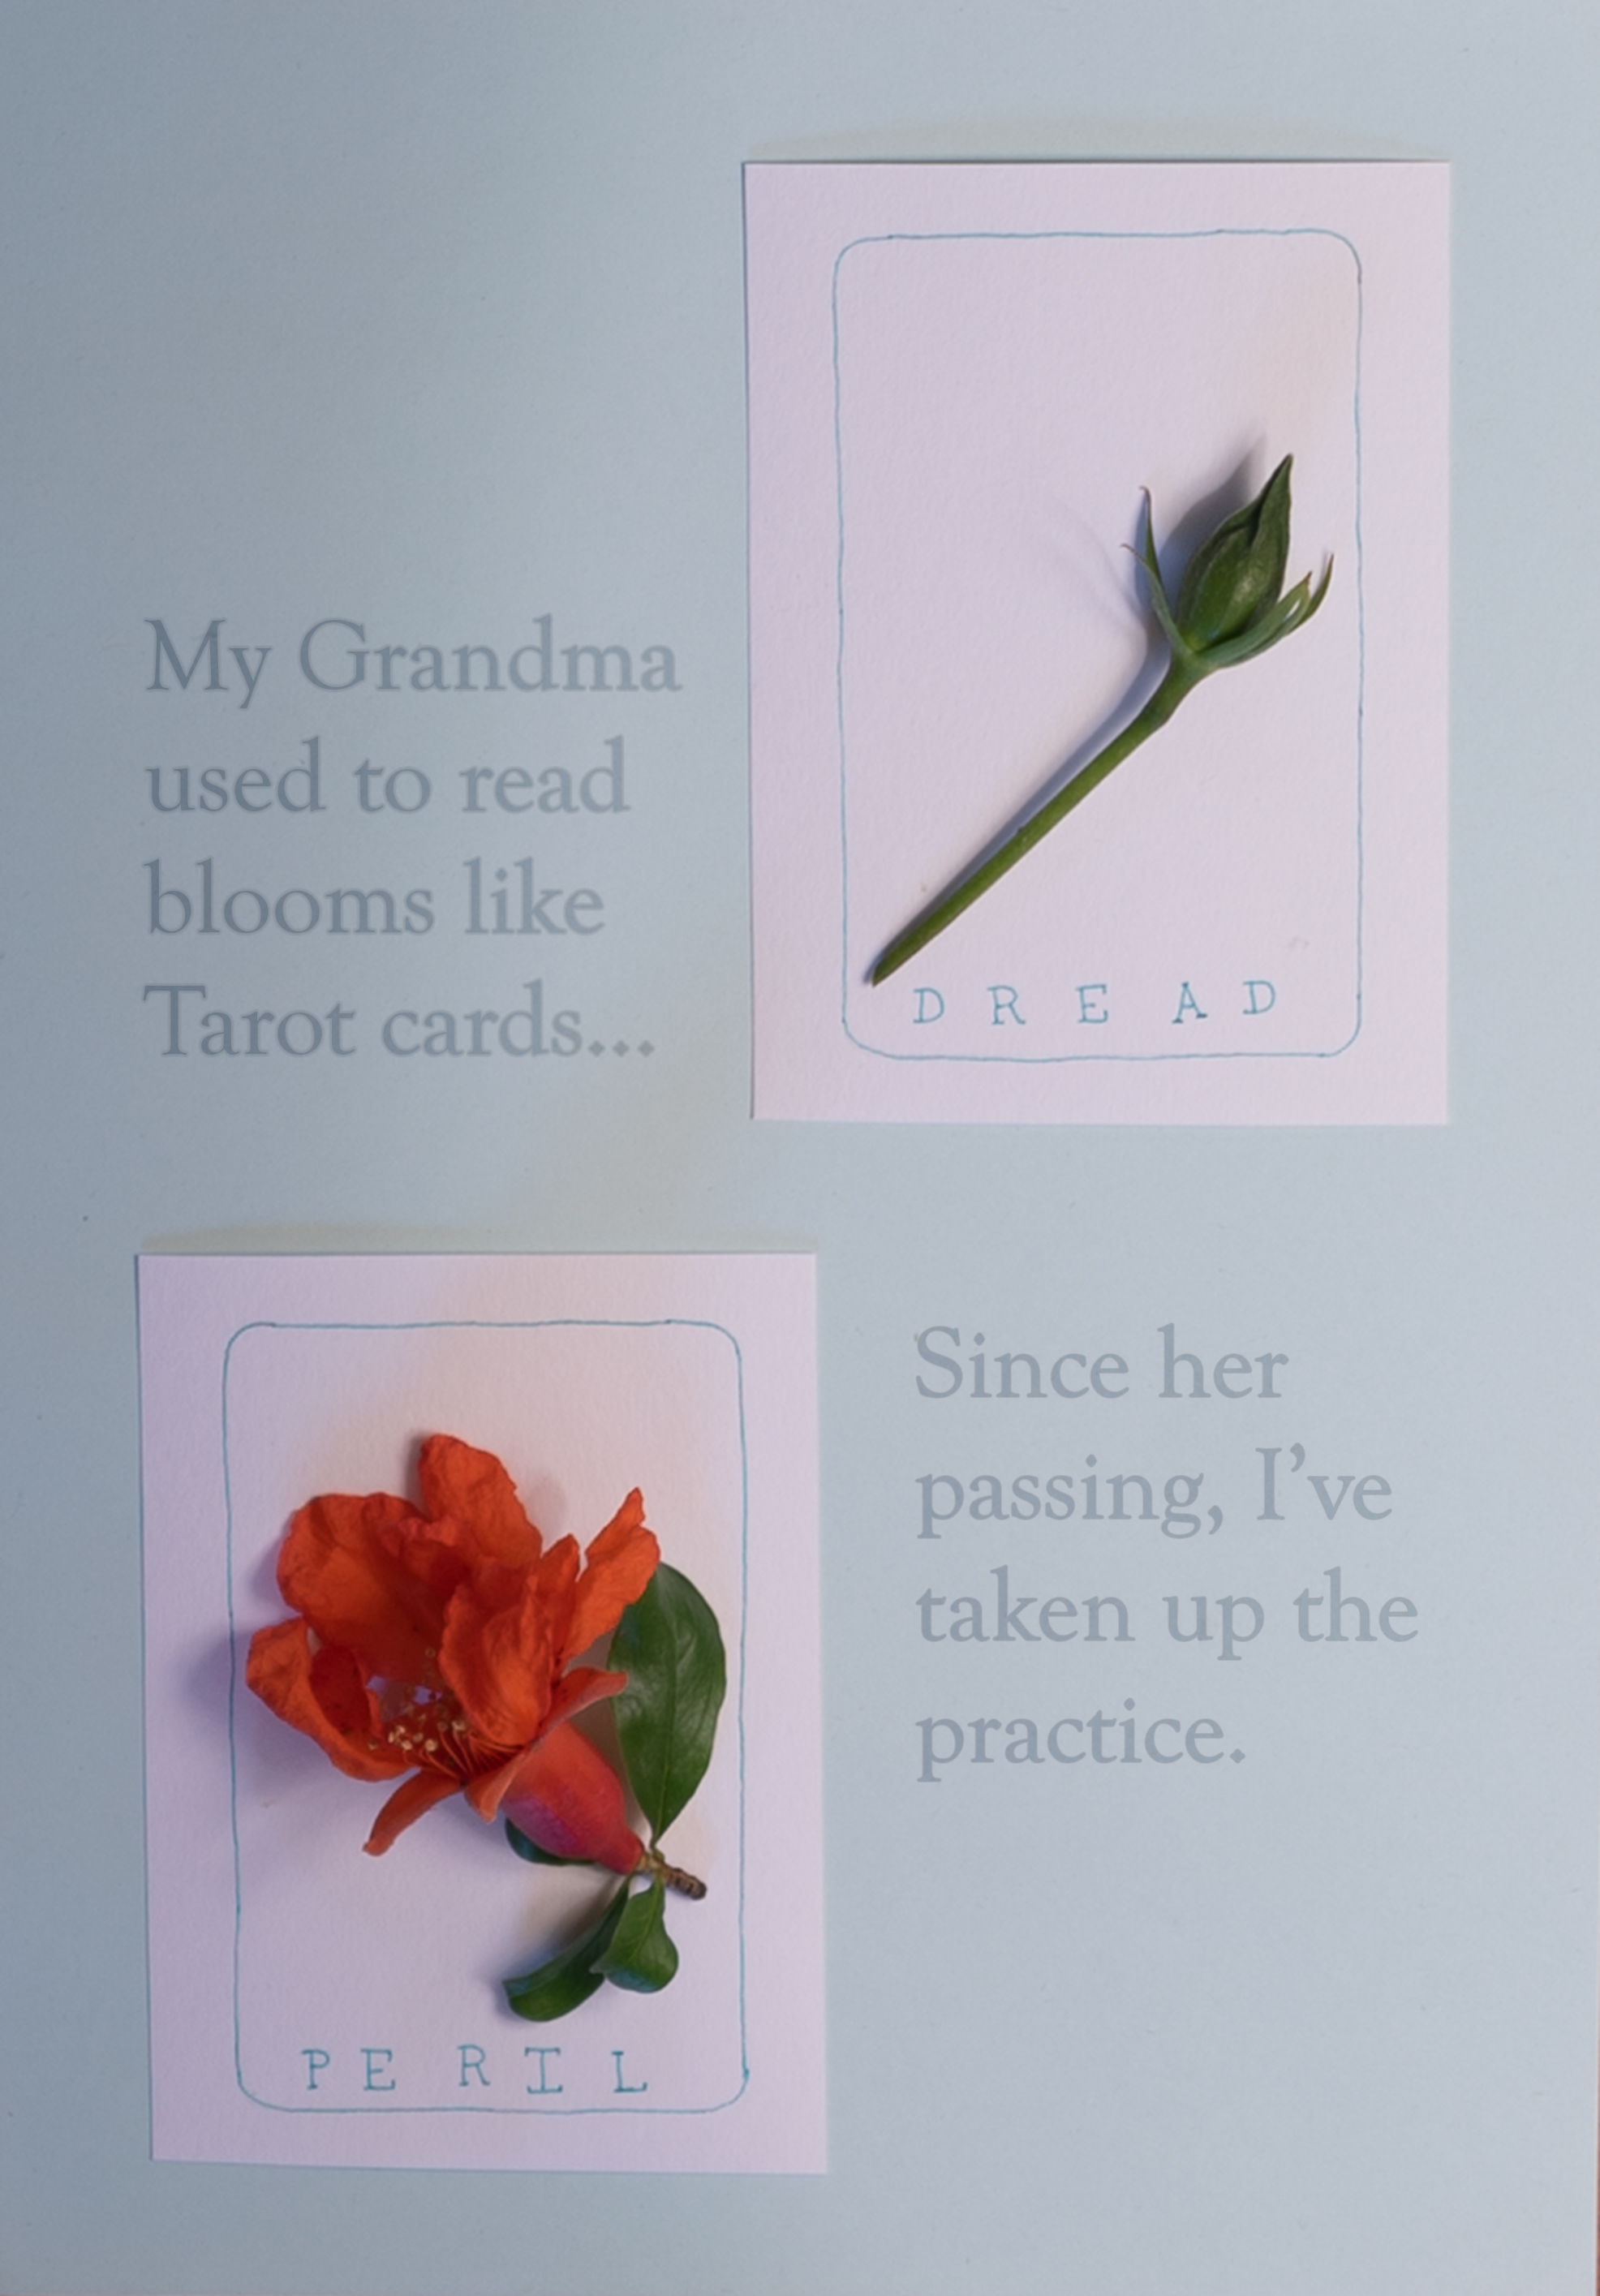 My Grandma
used to read
blooms like
Tarot cards...
DREAD
Since her
passing, I’ve
taken up the
practice.
PERIL